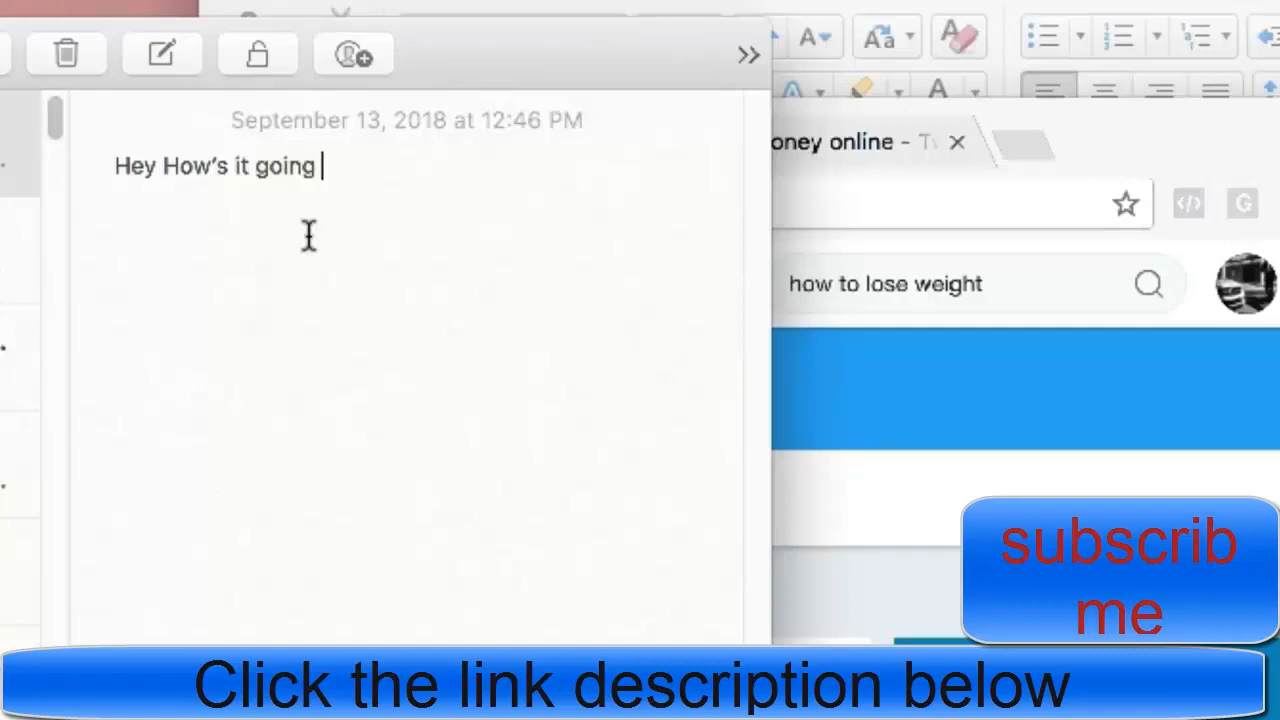 September 13, 2018 at 12:46 PM
oney online - Tw
Hey How's it going
how to lose weight
subscrib
me
Click the link description below